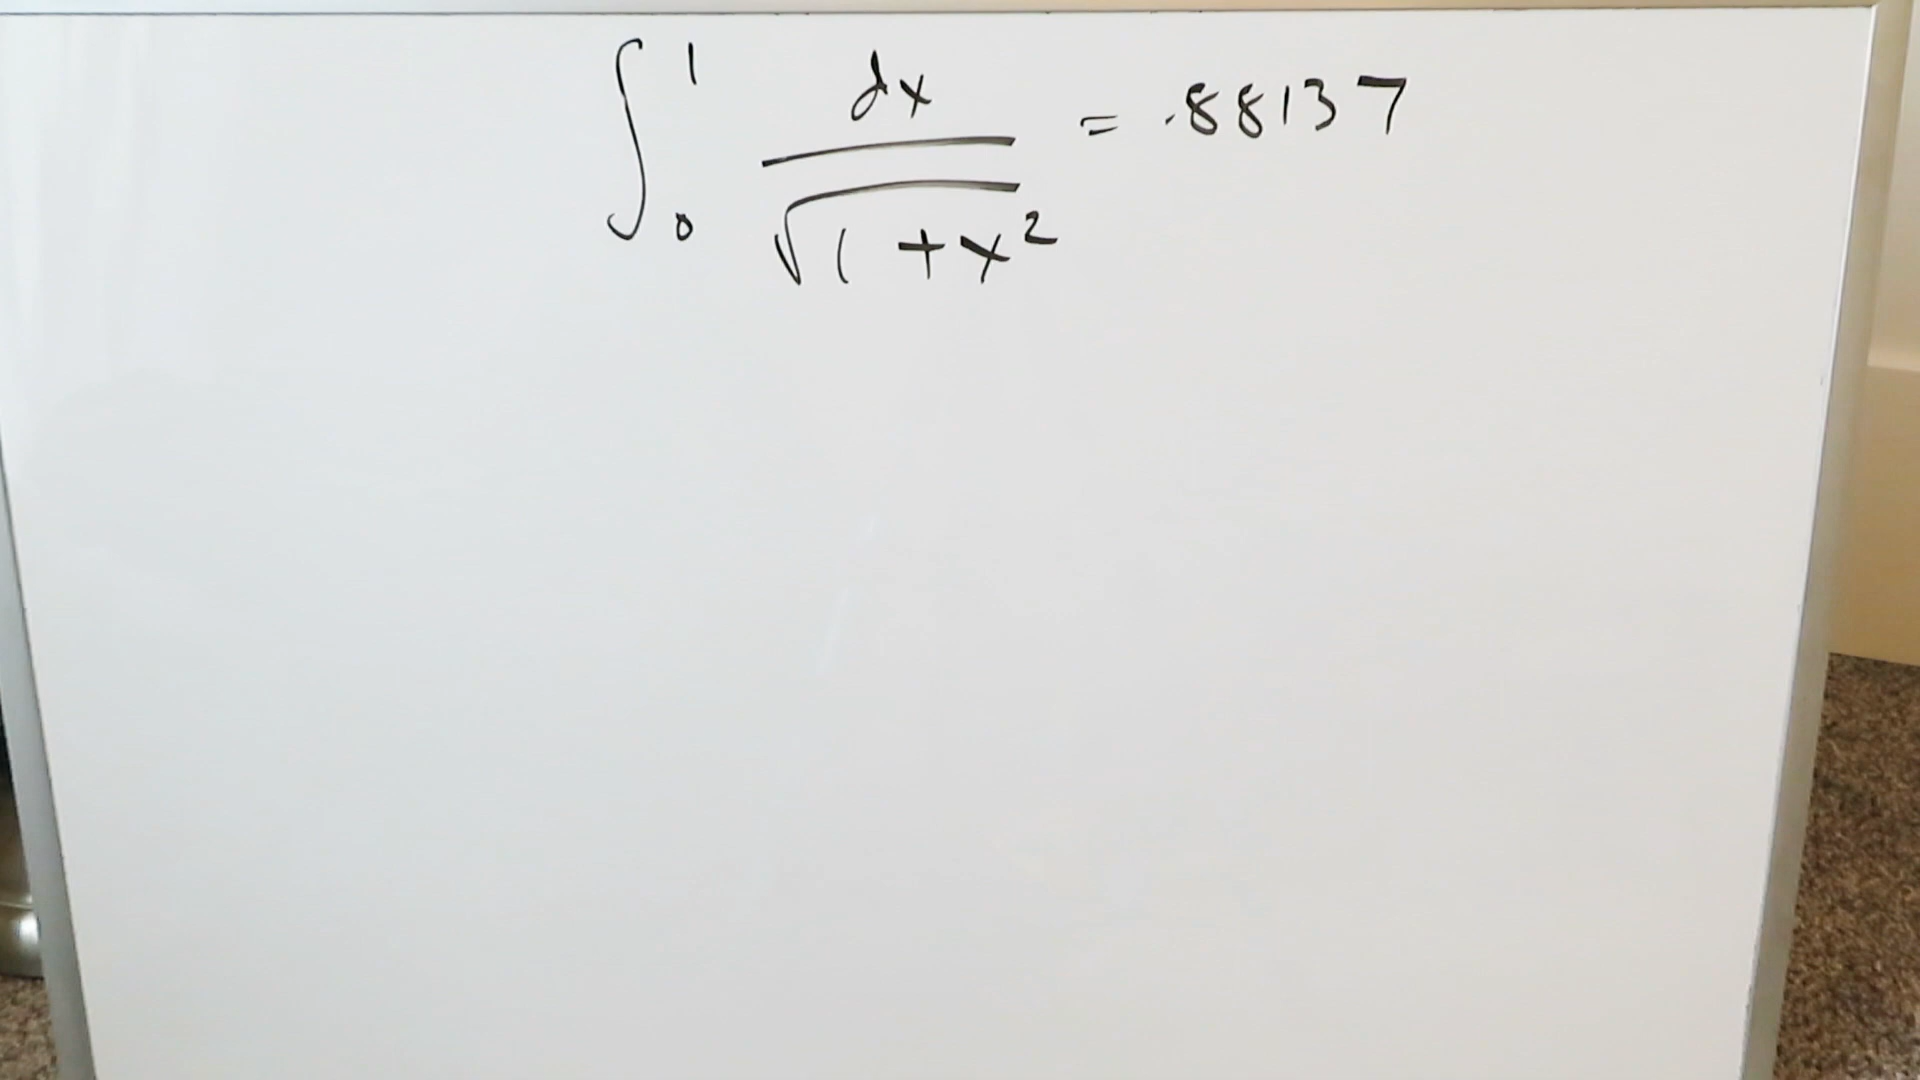 ∫₀¹ dx/√(1+x²) = .88137